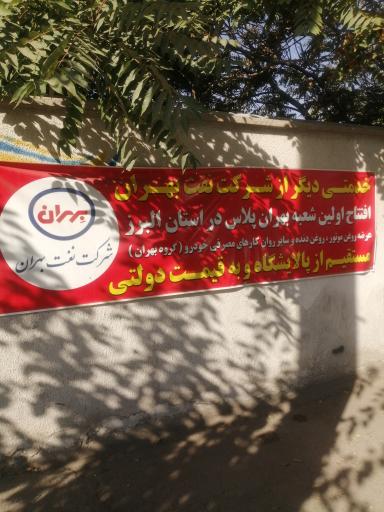 خدمتی دیگر از شرکت نفت بهران
افتتاح اولین شعبه بهران پلاس در استان البرز
عرضه روغن موتور، روغن دنده و سایر روان کارهای مصرفی خودرو ( گروه بهران )
مستقیم از پالایشگاه و به قیمت دولتی
بهران
شرکت نفت بهران